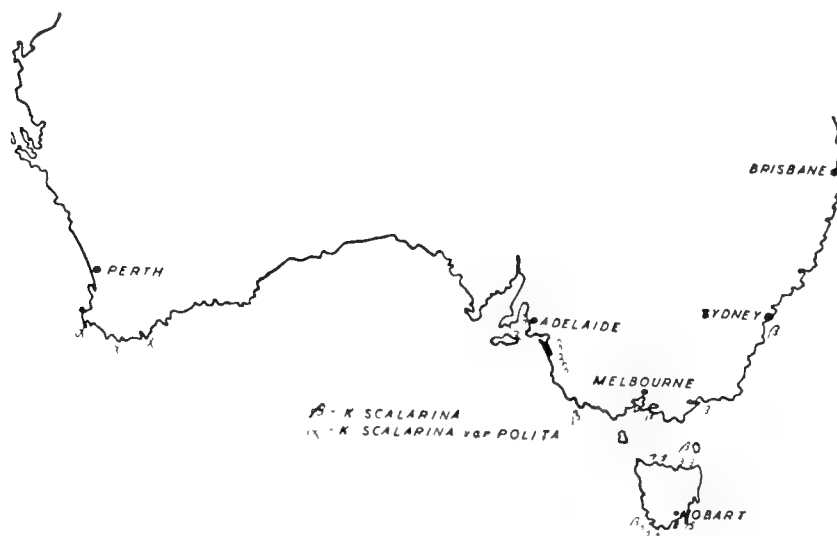 BRISBANE
PERTH
SYDNEY
β
ADELAIDE
MELBOURNE
β - K SCALARINA
β
- K SCALARINA var POLITA
HOBART